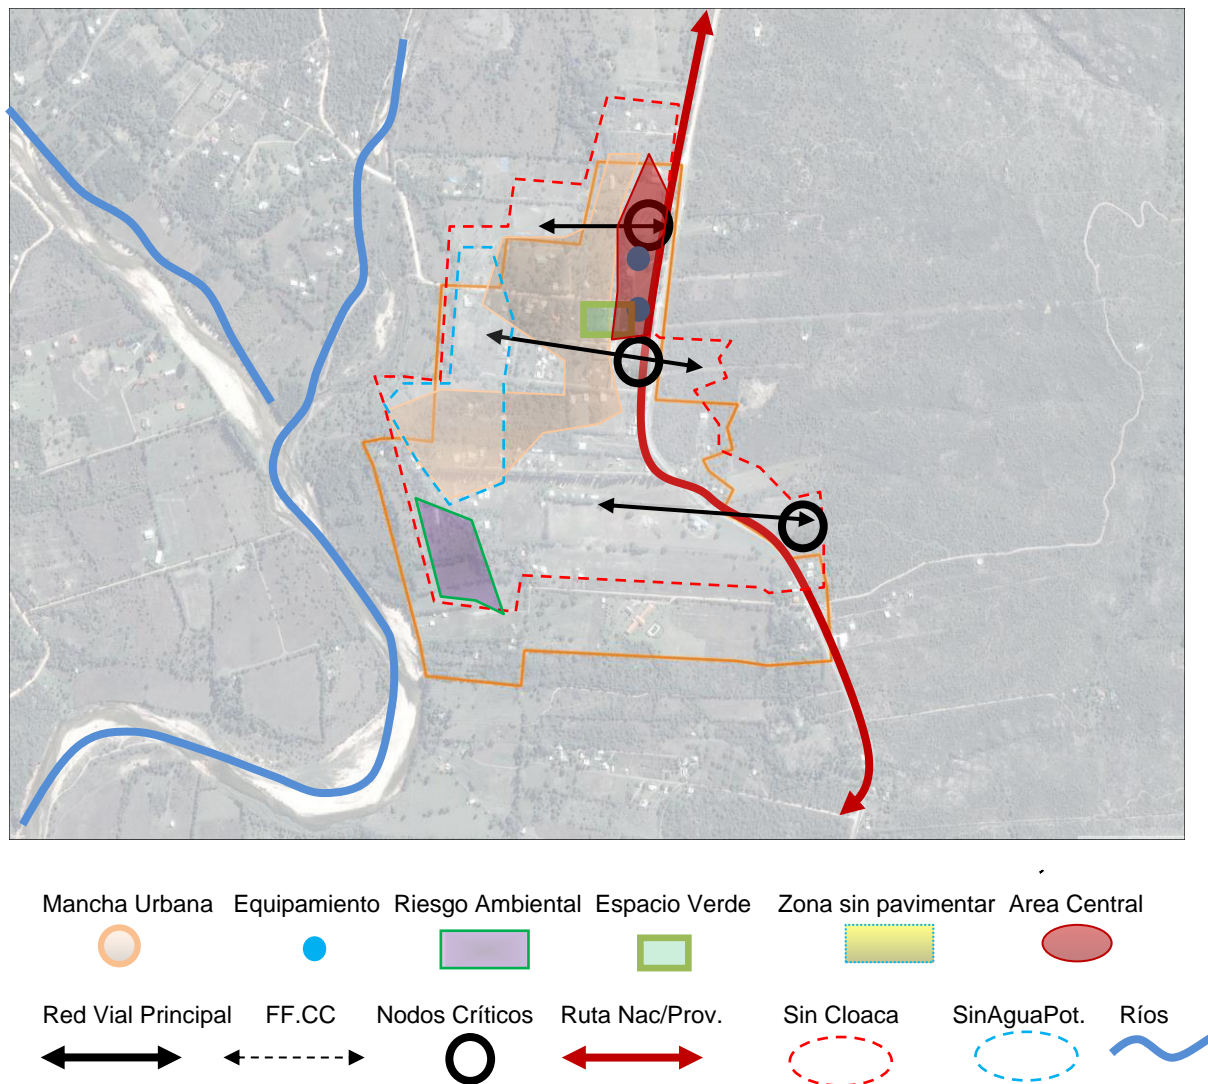 Mancha Urbana Equipamiento Riesgo Ambiental Espacio Verde Zona sin pavimentar Area Central
Red Vial Principal FF.CC Nodos Críticos Ruta Nac/Prov. Sin Cloaca SinAguaPot. Ríos